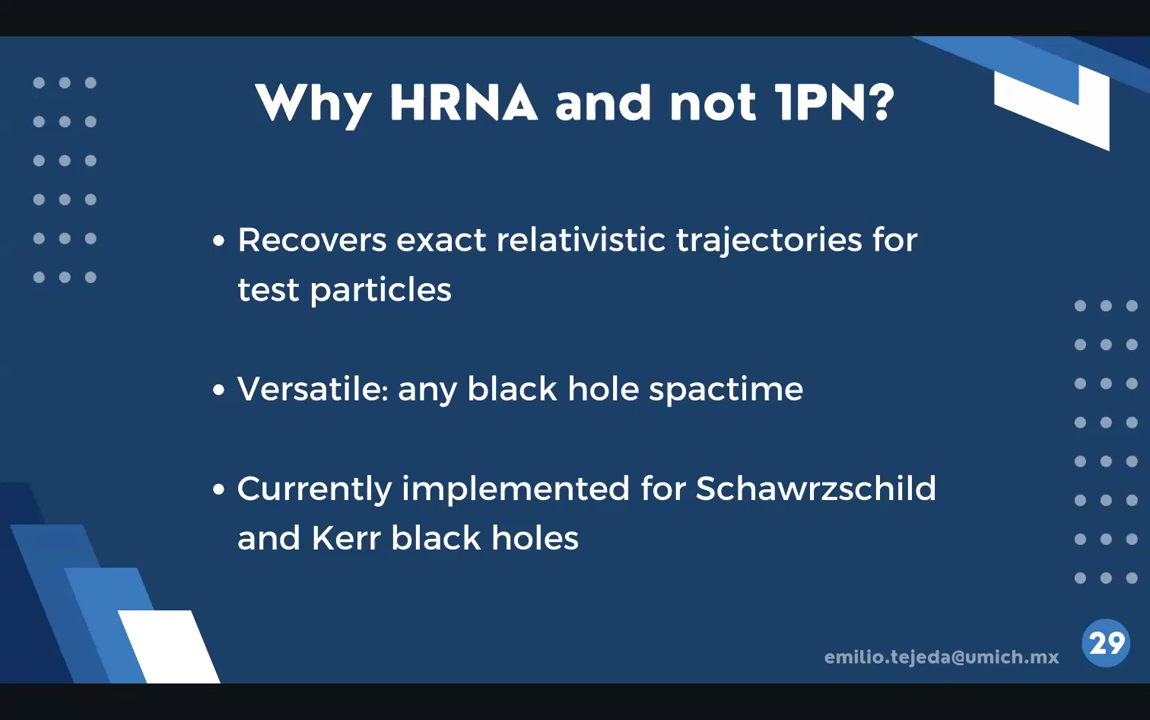 Why HRNA and not 1PN?
• Recovers exact relativistic trajectories for
test particles
• Versatile: any black hole spactime
• Currently implemented for Schawrzschild
and Kerr black holes
emilio.tejeda@umich.mx
29